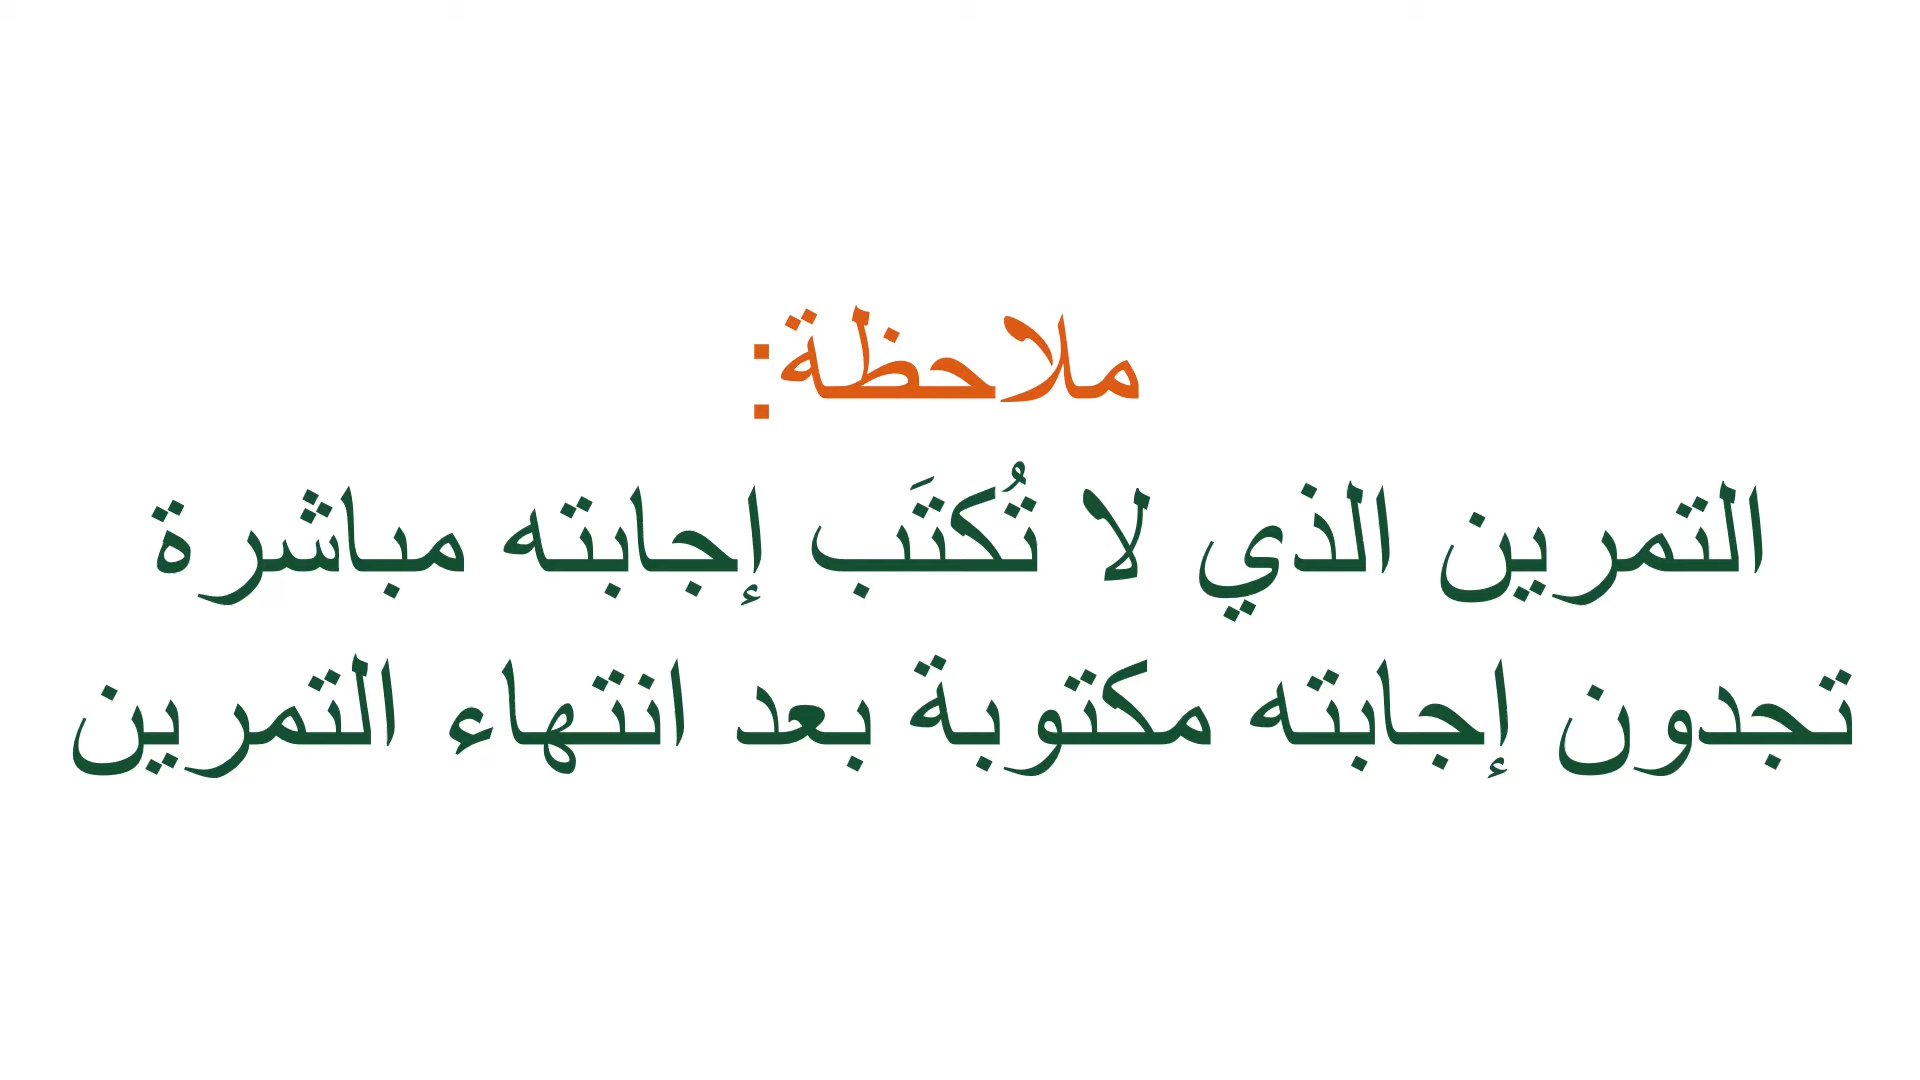 ملاحظة:
التمرين الذي لا تُكتَب إجابته مباشرة
تجدون إجابته مكتوبة بعد انتهاء التمرين